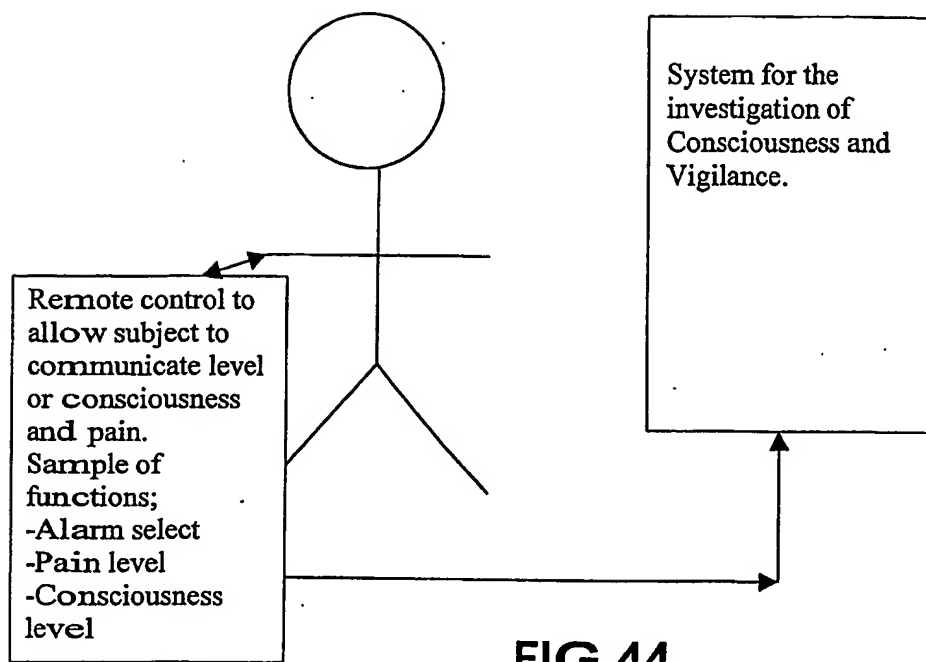 System for the
investigation of
Consciousness and
Vigilance.
Remote control to
allow subject to
communicate level
or consciousness
and pain.
Sample of
functions;
-Alarm select
-Pain level
-Consciousness
level
FIG 44